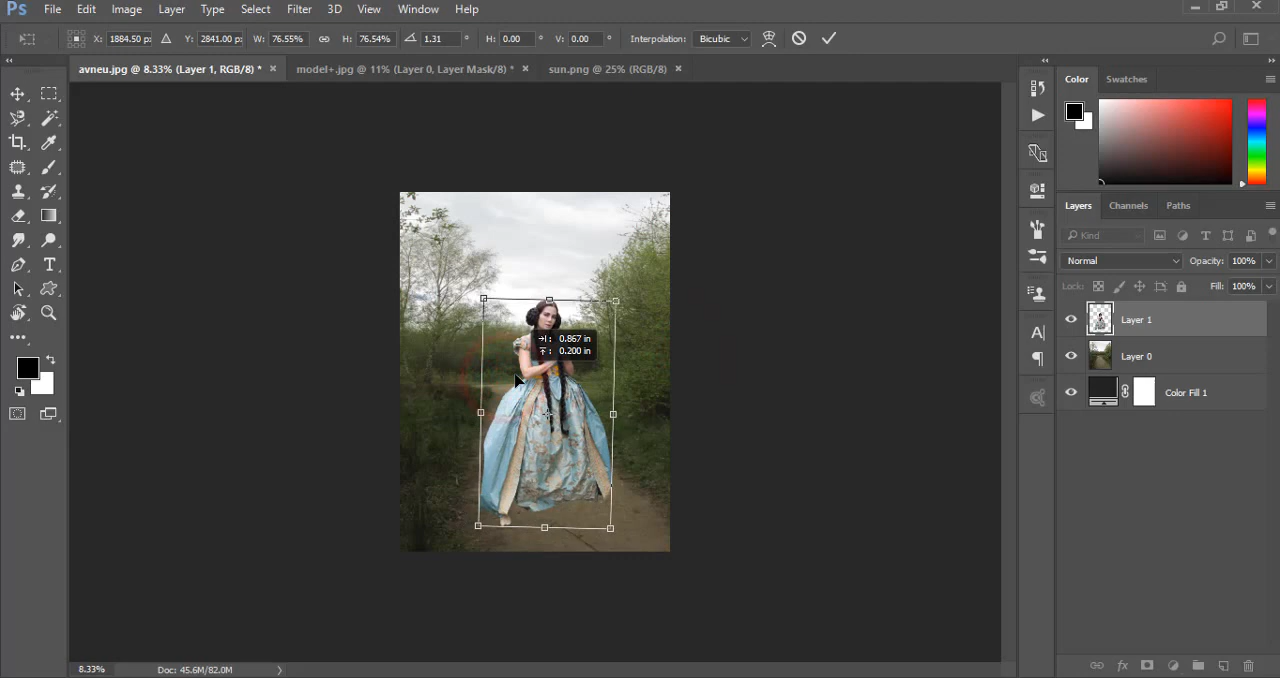 Ps File Edit Image Layer Type Select Filter 3D View Window Help
X: 1884.50 px Y: 2841.00 px W: 76.55% H: 76.54% 1.31 ° H: 0.00 ° V: 0.00 ° Interpolation: Bicubic
avneu.jpg @ 8.33% (Layer 1, RGB/8) * × model+.jpg @ 11% (Layer 0, Layer Mask/8) * × sun.png @ 25% (RGB/8) ×
Color Swatches
Layers Channels Paths
Kind
Normal Opacity: 100%
Lock: Fill: 100%
Layer 1
Layer 0
Color Fill 1
: 0.867 in
: 0.200 in
8.33% Doc: 45.6M/82.0M